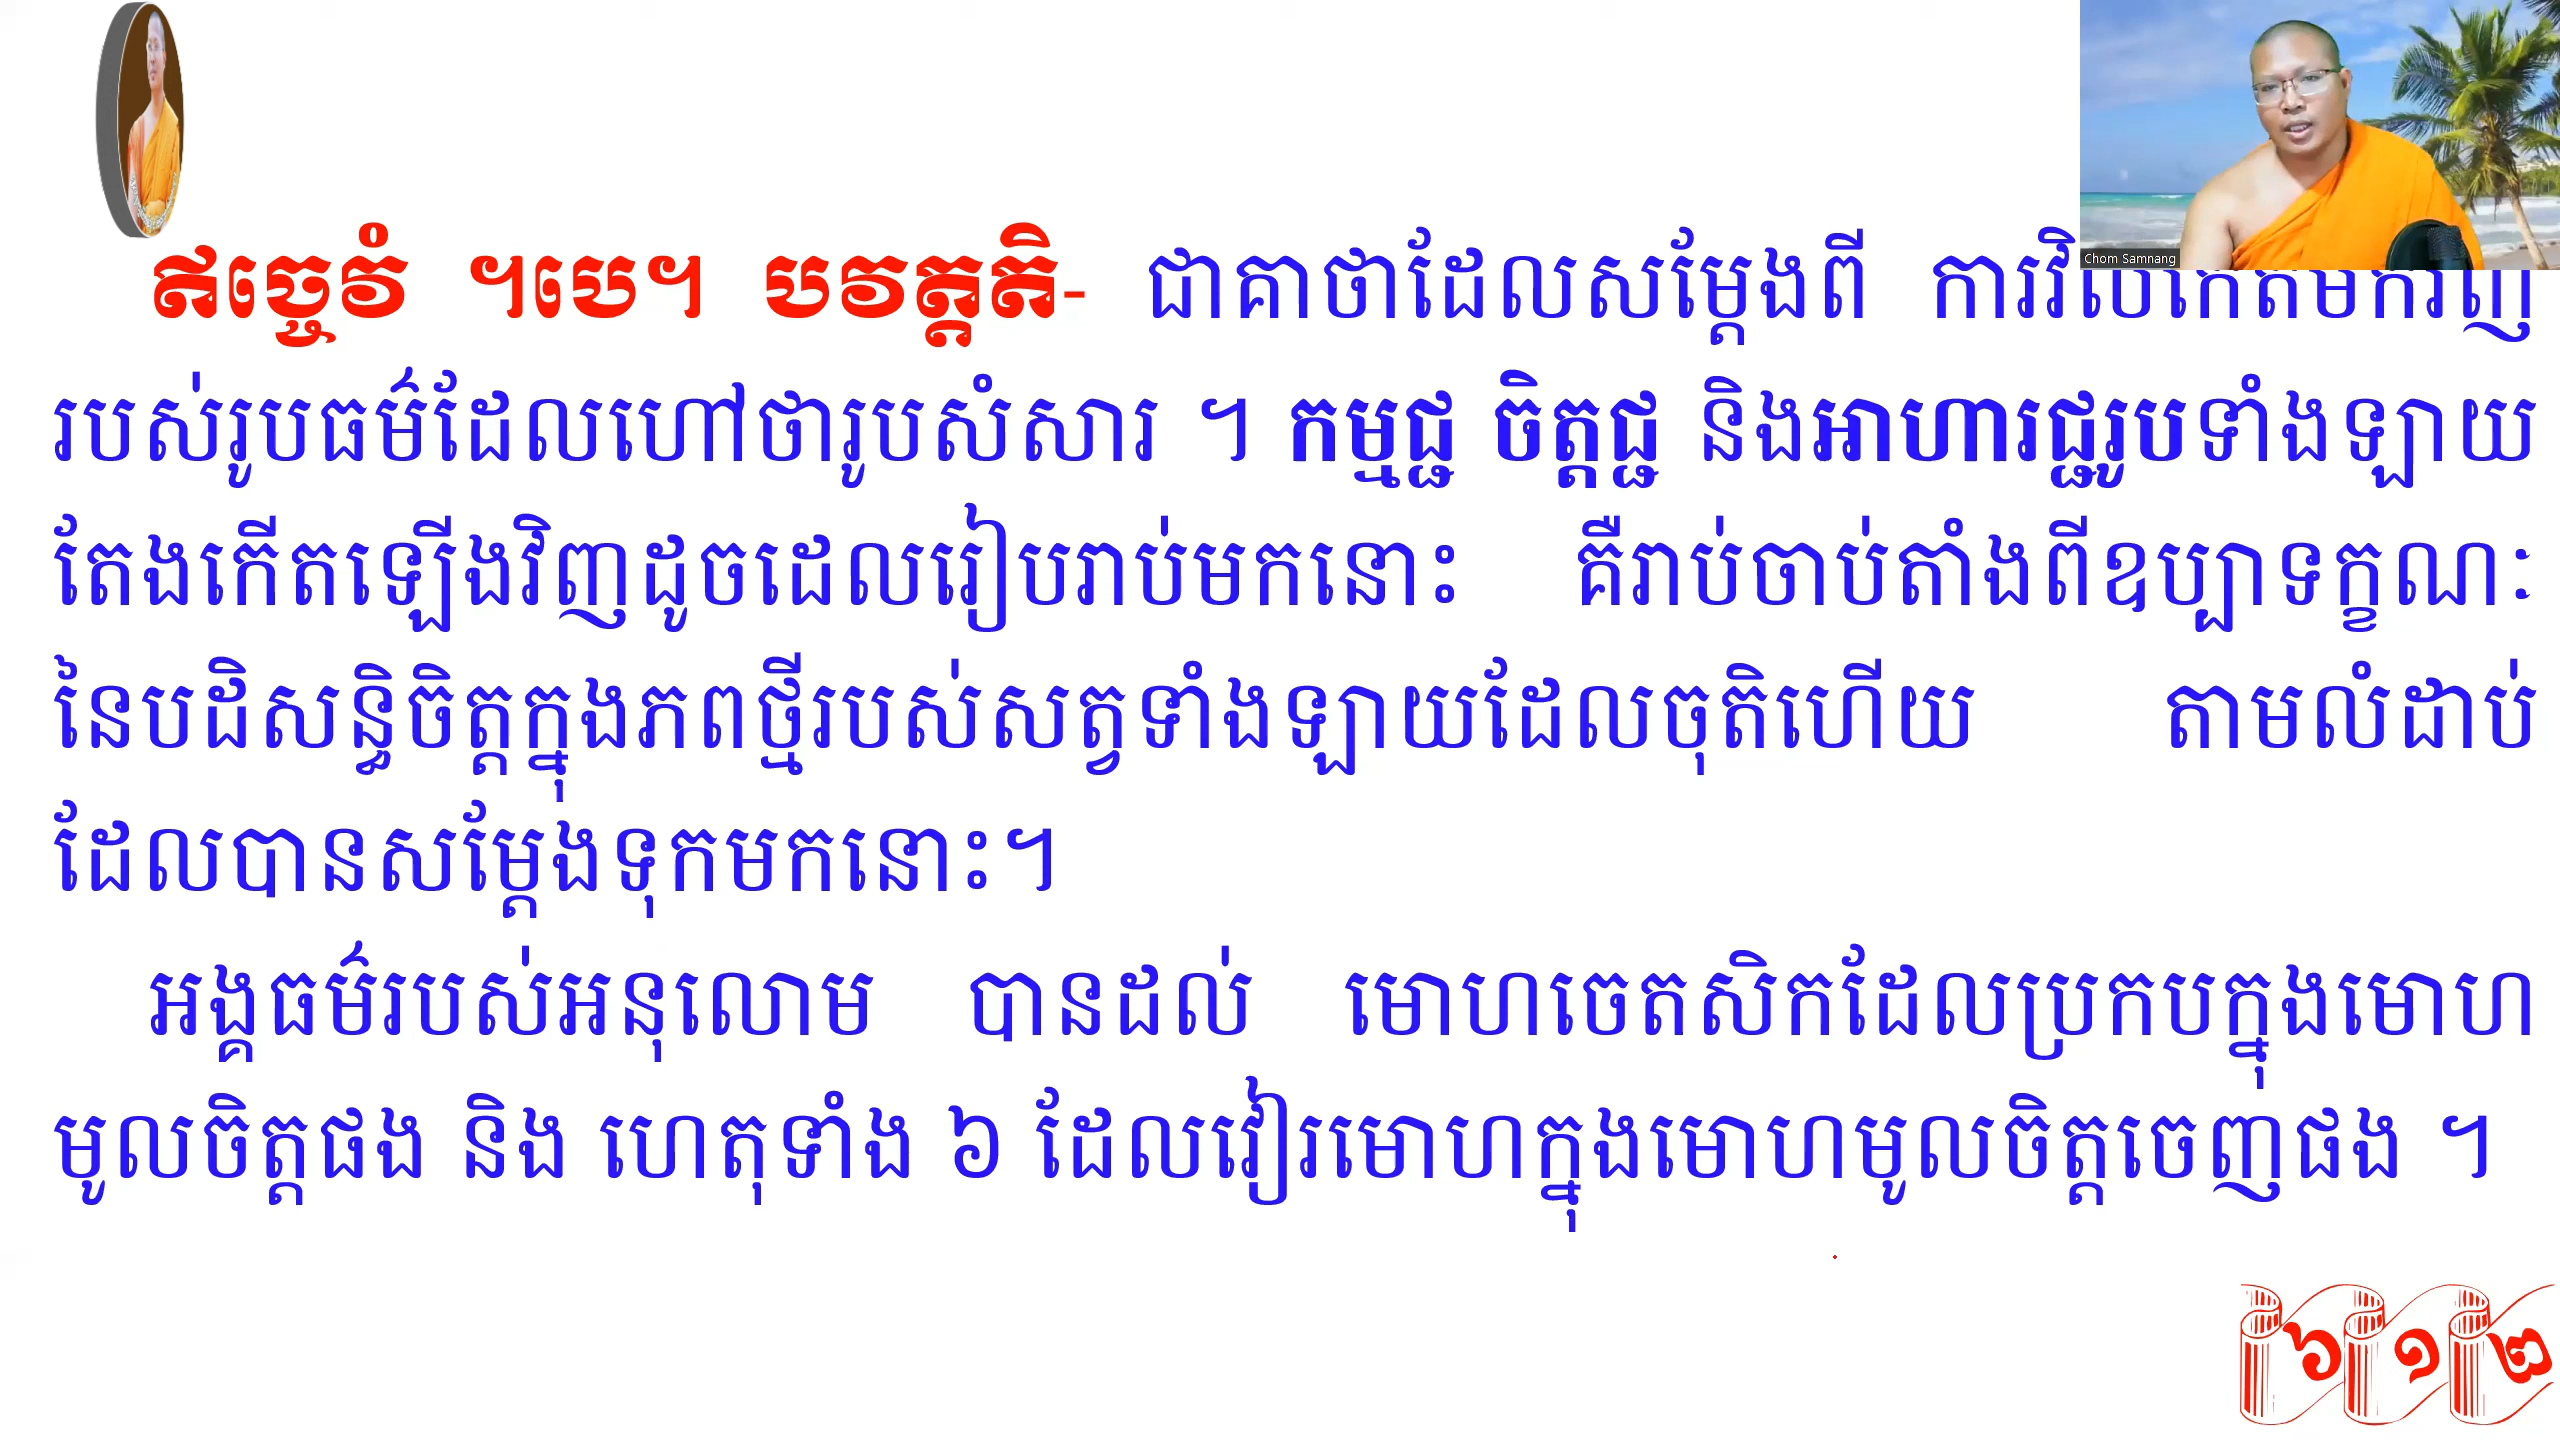 Chom Samnang
ឥច្ចេវំ ។បេ។ បវត្តតិ- ជាគាថាដែលសម្ដែងពី ការវិលកើតមកវិញ
របស់រូបធម៌ដែលហៅថារូបសំសារ ។ កម្មជ្ជ ចិត្តជ្ជ និងអាហារជ្ជរូបទាំងឡាយ
តែងកើតឡើងវិញដូចដេលរៀបរាប់មកនោះ គឺរាប់ចាប់តាំងពីឧប្បាទក្ខណៈ
នៃបដិសន្ធិចិត្តក្នុងភពថ្មីរបស់សត្វទាំងឡាយដែលចុតិហើយ តាមលំដាប់
ដែលបានសម្ដែងទុកមកនោះ។
អង្គធម៌របស់អនុលោម បានដល់ មោហចេតសិកដែលប្រកបក្នុងមោហ
មូលចិត្តផង និង ហេតុទាំង ៦ ដែលវៀរមោហក្នុងមោហមូលចិត្តចេញផង ។
៦១២